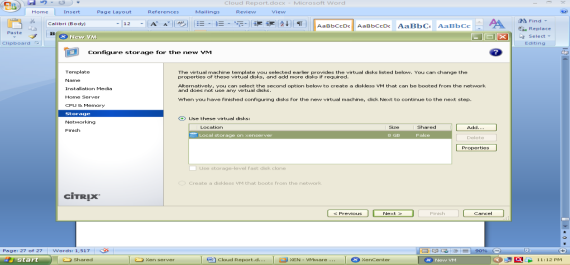 Cloud Report.docx - Microsoft Word
Home Insert Page Layout References Mailings Review View
Calibri (Body) 12
AaBbCcDc AaBbCcDc AaBbC AaBbCc
Find
Replace
Select
Paste
Clipboard
Editing
New VM
Configure storage for the new VM
Template
Name
Installation Media
Home Server
CPU & Memory
Storage
Networking
Finish
The virtual machine template you selected earlier provides the virtual disks listed below. You can change the
properties of these virtual disks, and add more disks if required.
Alternatively, you can select the second option below to create a diskless VM that can be booted from the network
and does not use any virtual disks.
When you have finished configuring disks for the new virtual machine, click Next to continue to the next step.
Use these virtual disks:
Location Size Shared
Local storage on xenserver 8 GB False
Add...
Delete
Properties
Use storage-level fast disk clone
Create a diskless VM that boots from the network
CITRIX
< Previous Next > Finish Cancel
Page: 27 of 27 Words: 1,517 90%
start Shared Xen server Cloud Report.d... XEN - VMware ... XenCenter New VM 11:12 PM